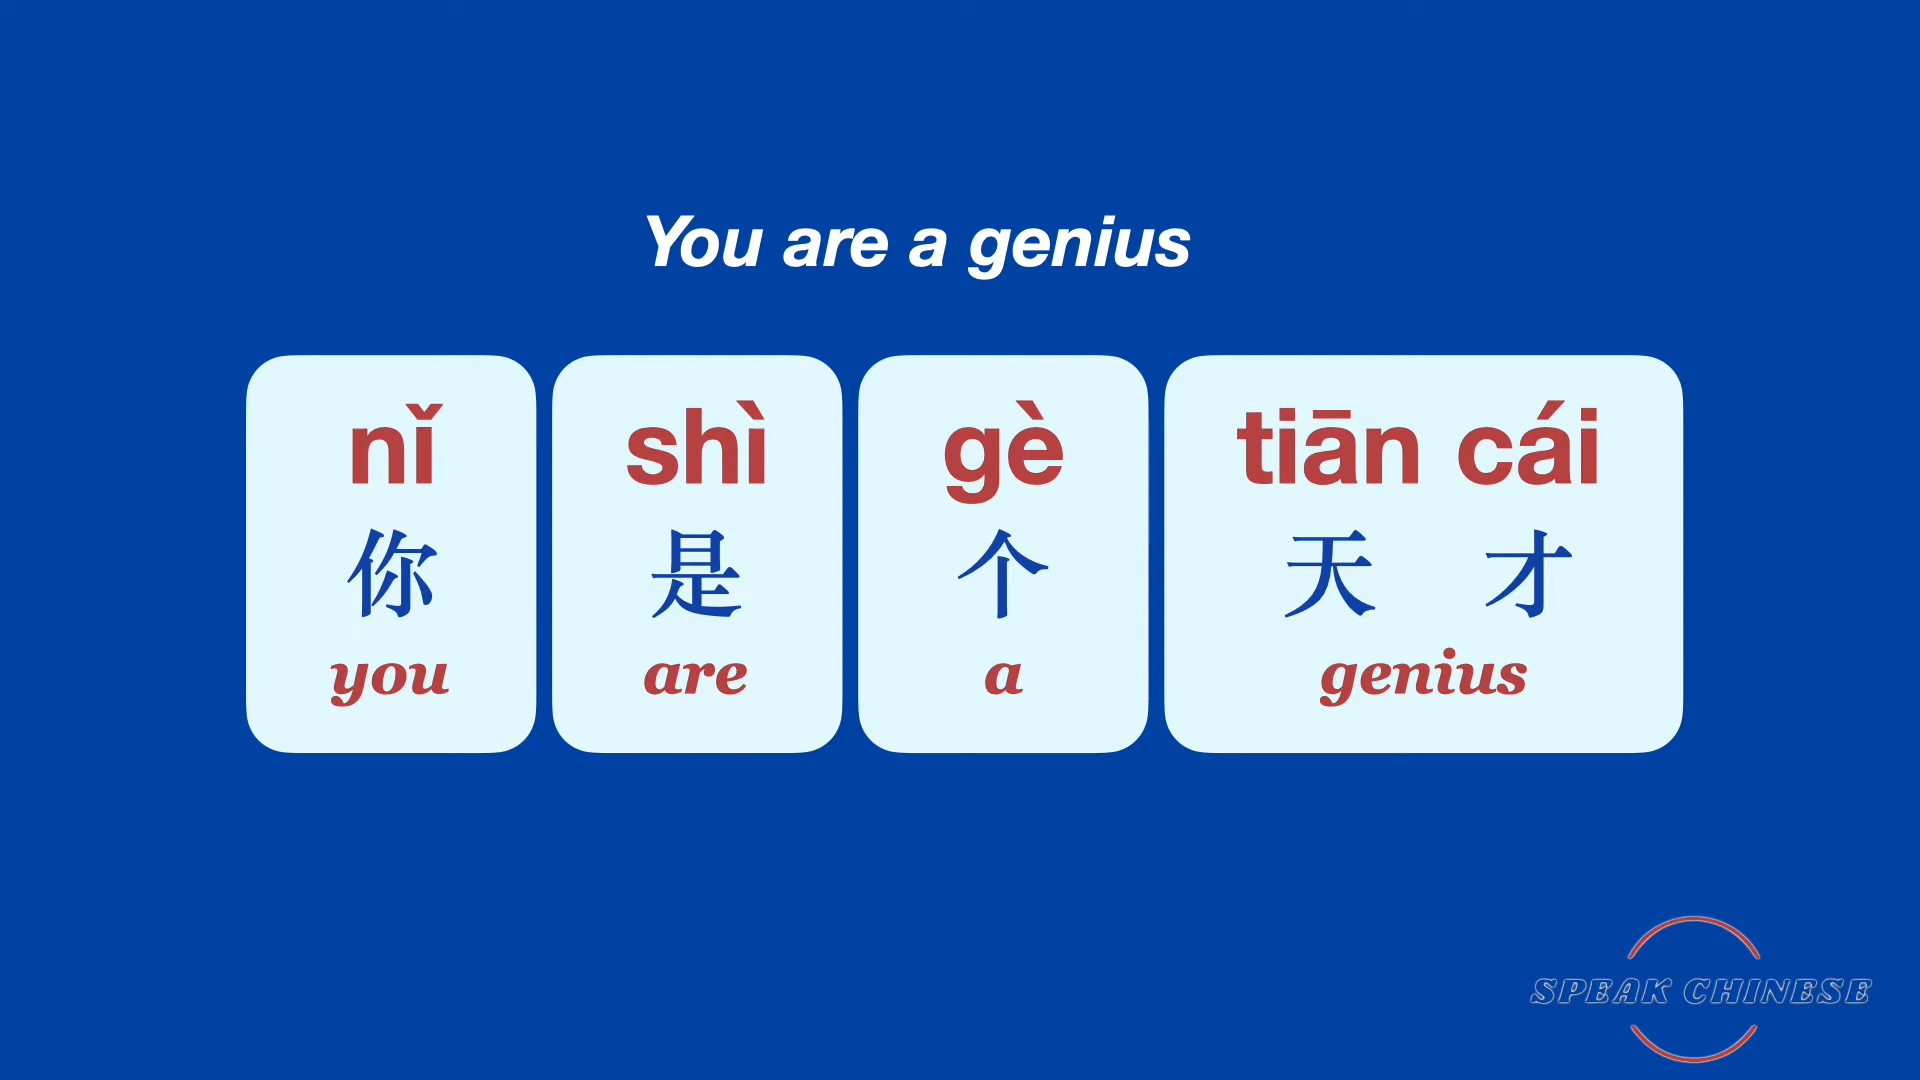 You are a genius
nǐ shì gè tiān cái
你 是 个 天 才
you are a genius
SPEAK CHINESE